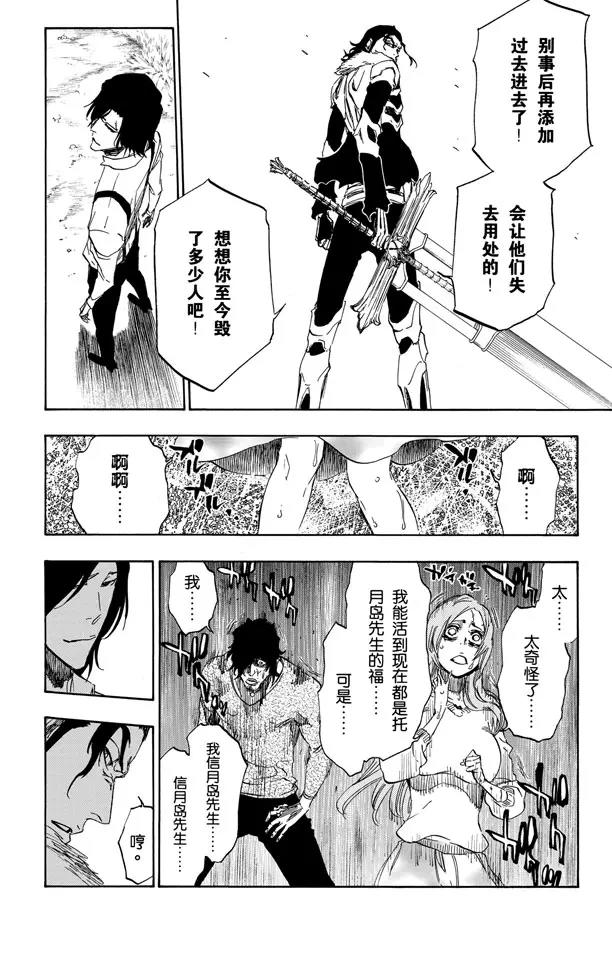 别事后再添加
过去进去了！
会让他们失
去用处的！
想想你至今毁
了多少人吧！
啊……
啊
啊……
太……
太奇怪了……
我能活到现在都是托
月岛先生的福……
可是……
我……
我信月岛先生……
信月岛先生……
哼。